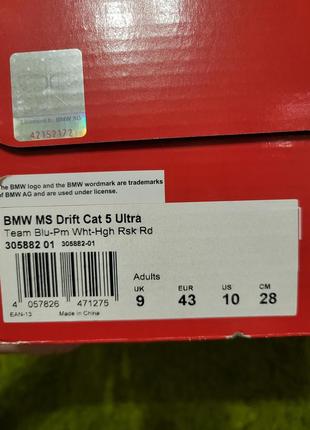 Licensed by BMW AG
42152172
The BMW logo and the BMW wordmark are trademarks
of BMW AG and are used under license.
BMW MS Drift Cat 5 Ultra
Team Blu-Pm Wht-Hgh Rsk Rd
305882 01 305882-01
Adults
UK EUR US CM
9 43 10 28
4 057826 471275
EAN-13 Made in China